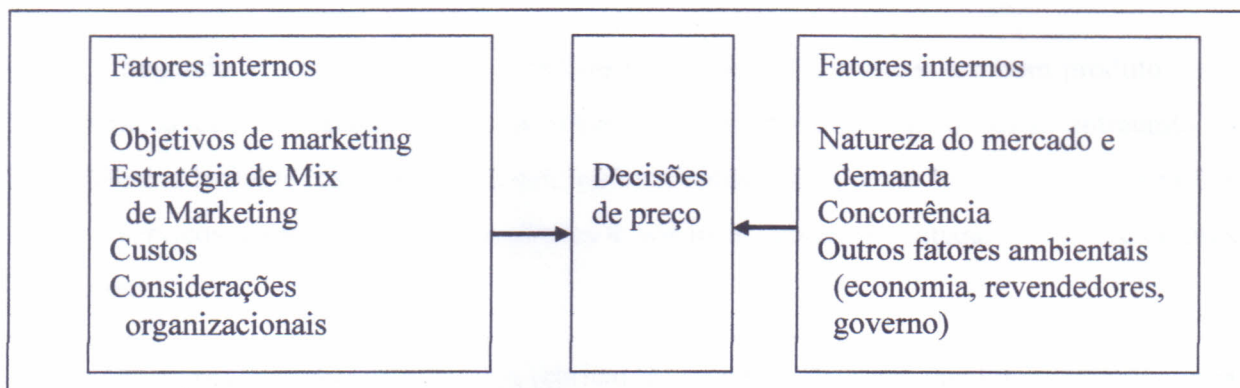 Fatores internos
Objetivos de marketing
Estratégia de Mix
de Marketing
Custos
Considerações
organizacionais
Decisões
de preço
Fatores internos
Natureza do mercado e
demanda
Concorrência
Outros fatores ambientais
(economia, revendedores,
governo)